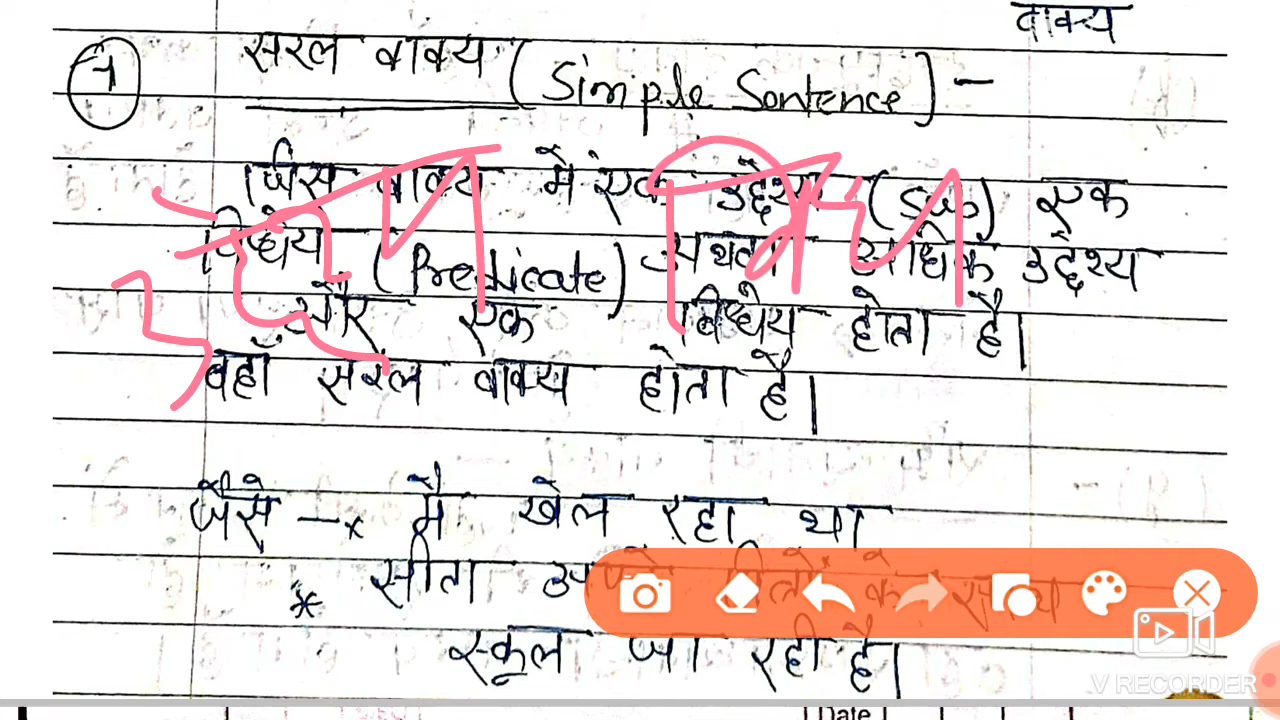 वाक्य
1 सरल वाक्य (Simple Sentence) -
जिस वाक्य में एक उद्देश्य (Sub) एक
विधेय (Predicate) अथवा अधिक उद्देश्य
और एक विधेय होता है।
वहाँ सरल वाक्य होता है।
जैसे - * मैं खेल रहा था
* सीता अपने मित्रों के साथ
स्कूल जा रही है।
V RECORDER
Date